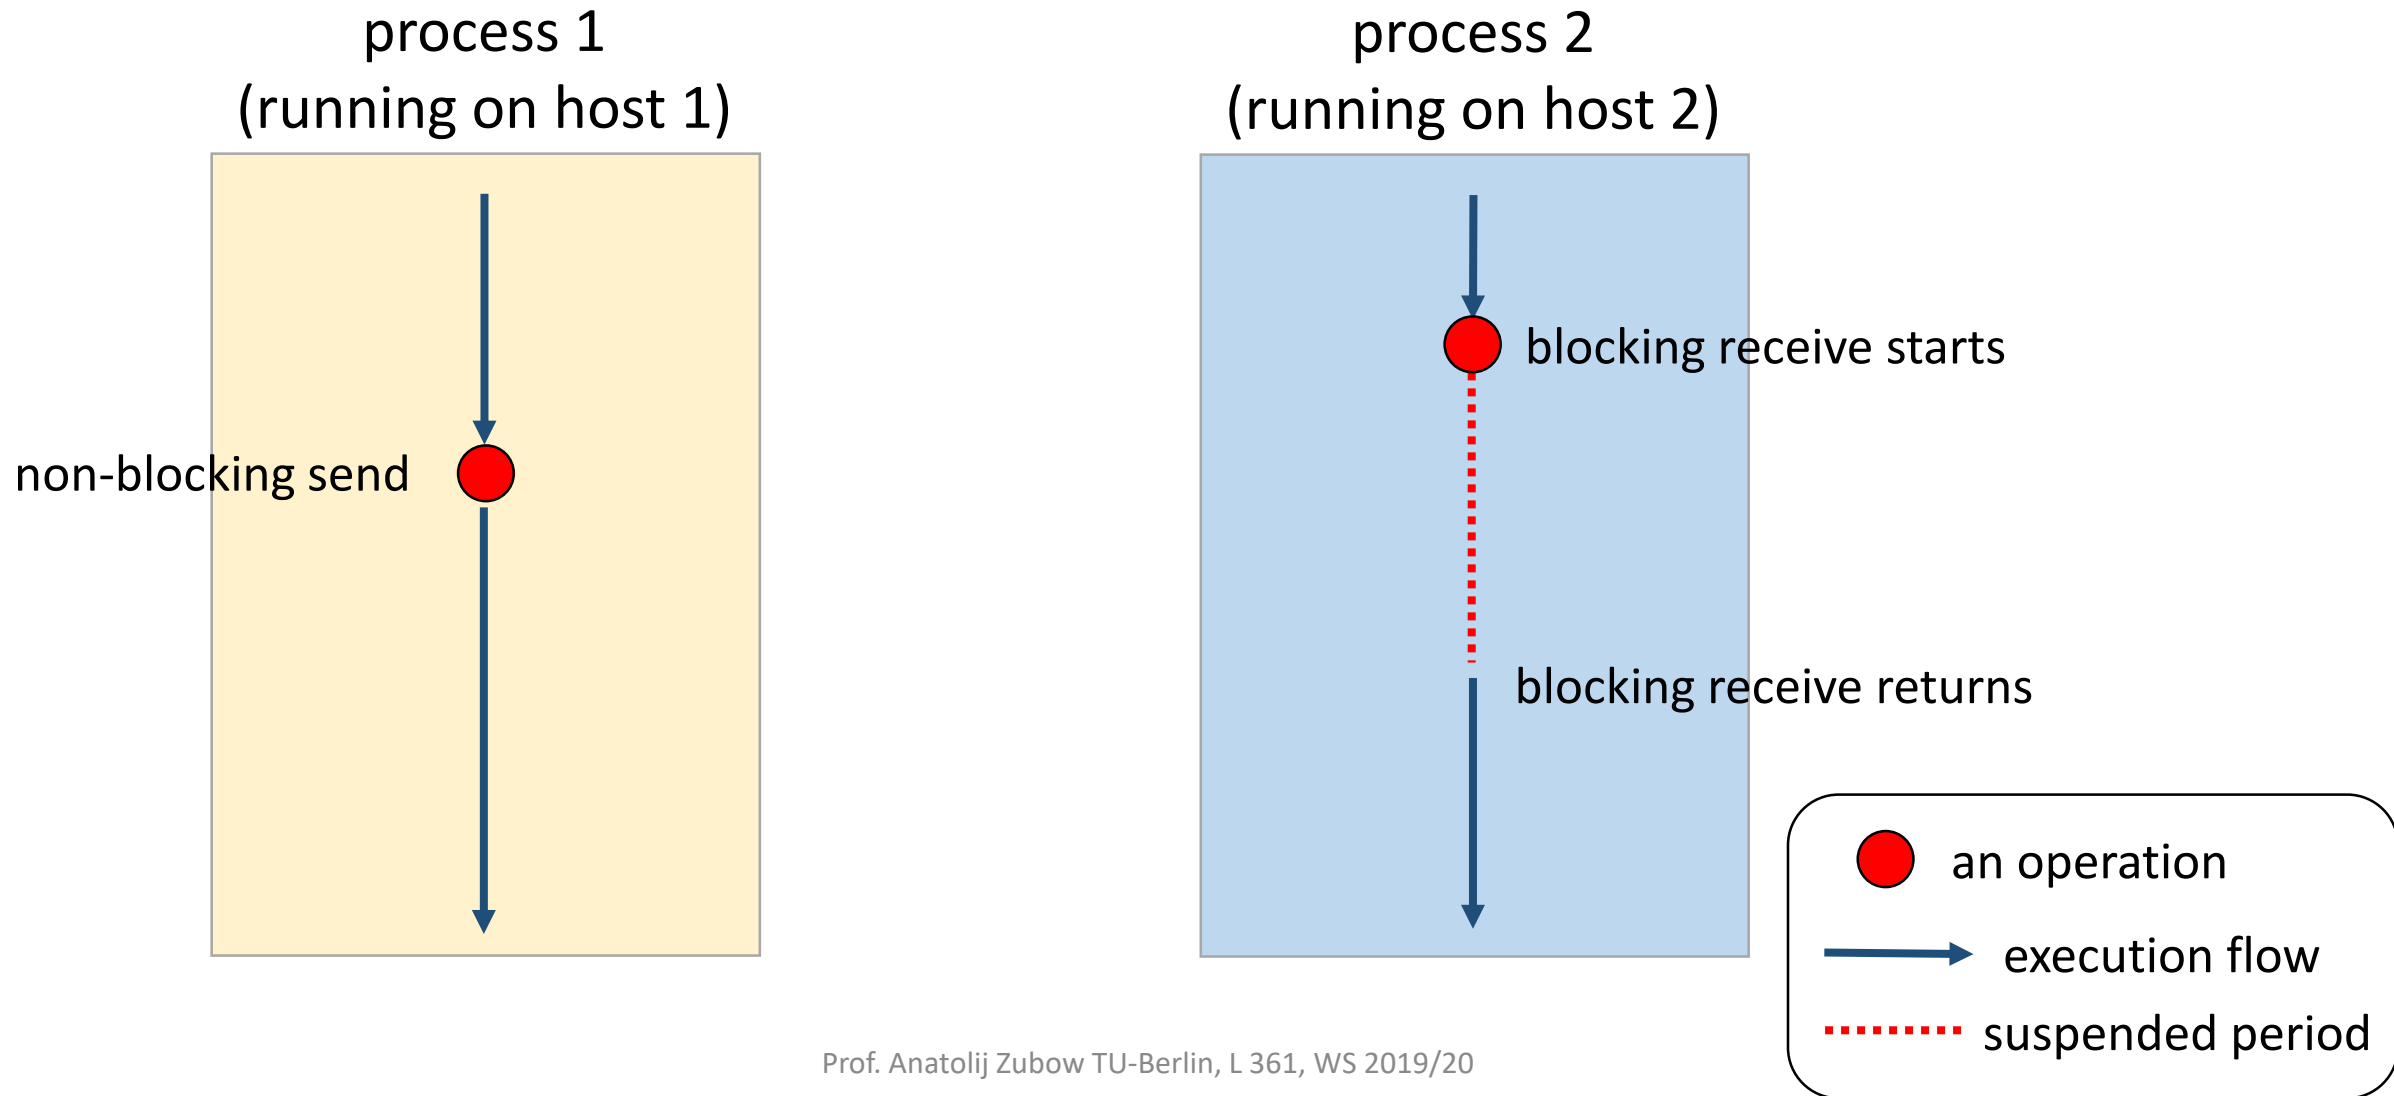 process 1
(running on host 1)
process 2
(running on host 2)
blocking receive starts
non-blocking send
blocking receive returns
an operation
execution flow
suspended period
Prof. Anatolij Zubow TU-Berlin, L 361, WS 2019/20